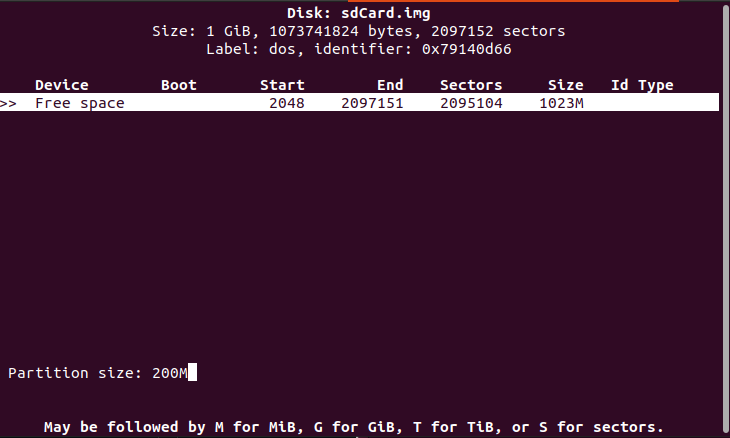 Disk: sdCard.img
Size: 1 GiB, 1073741824 bytes, 2097152 sectors
Label: dos, identifier: 0x79140d66
Device Boot Start End Sectors Size Id Type
>> Free space 2048 2097151 2095104 1023M
Partition size: 200M
May be followed by M for MiB, G for GiB, T for TiB, or S for sectors.